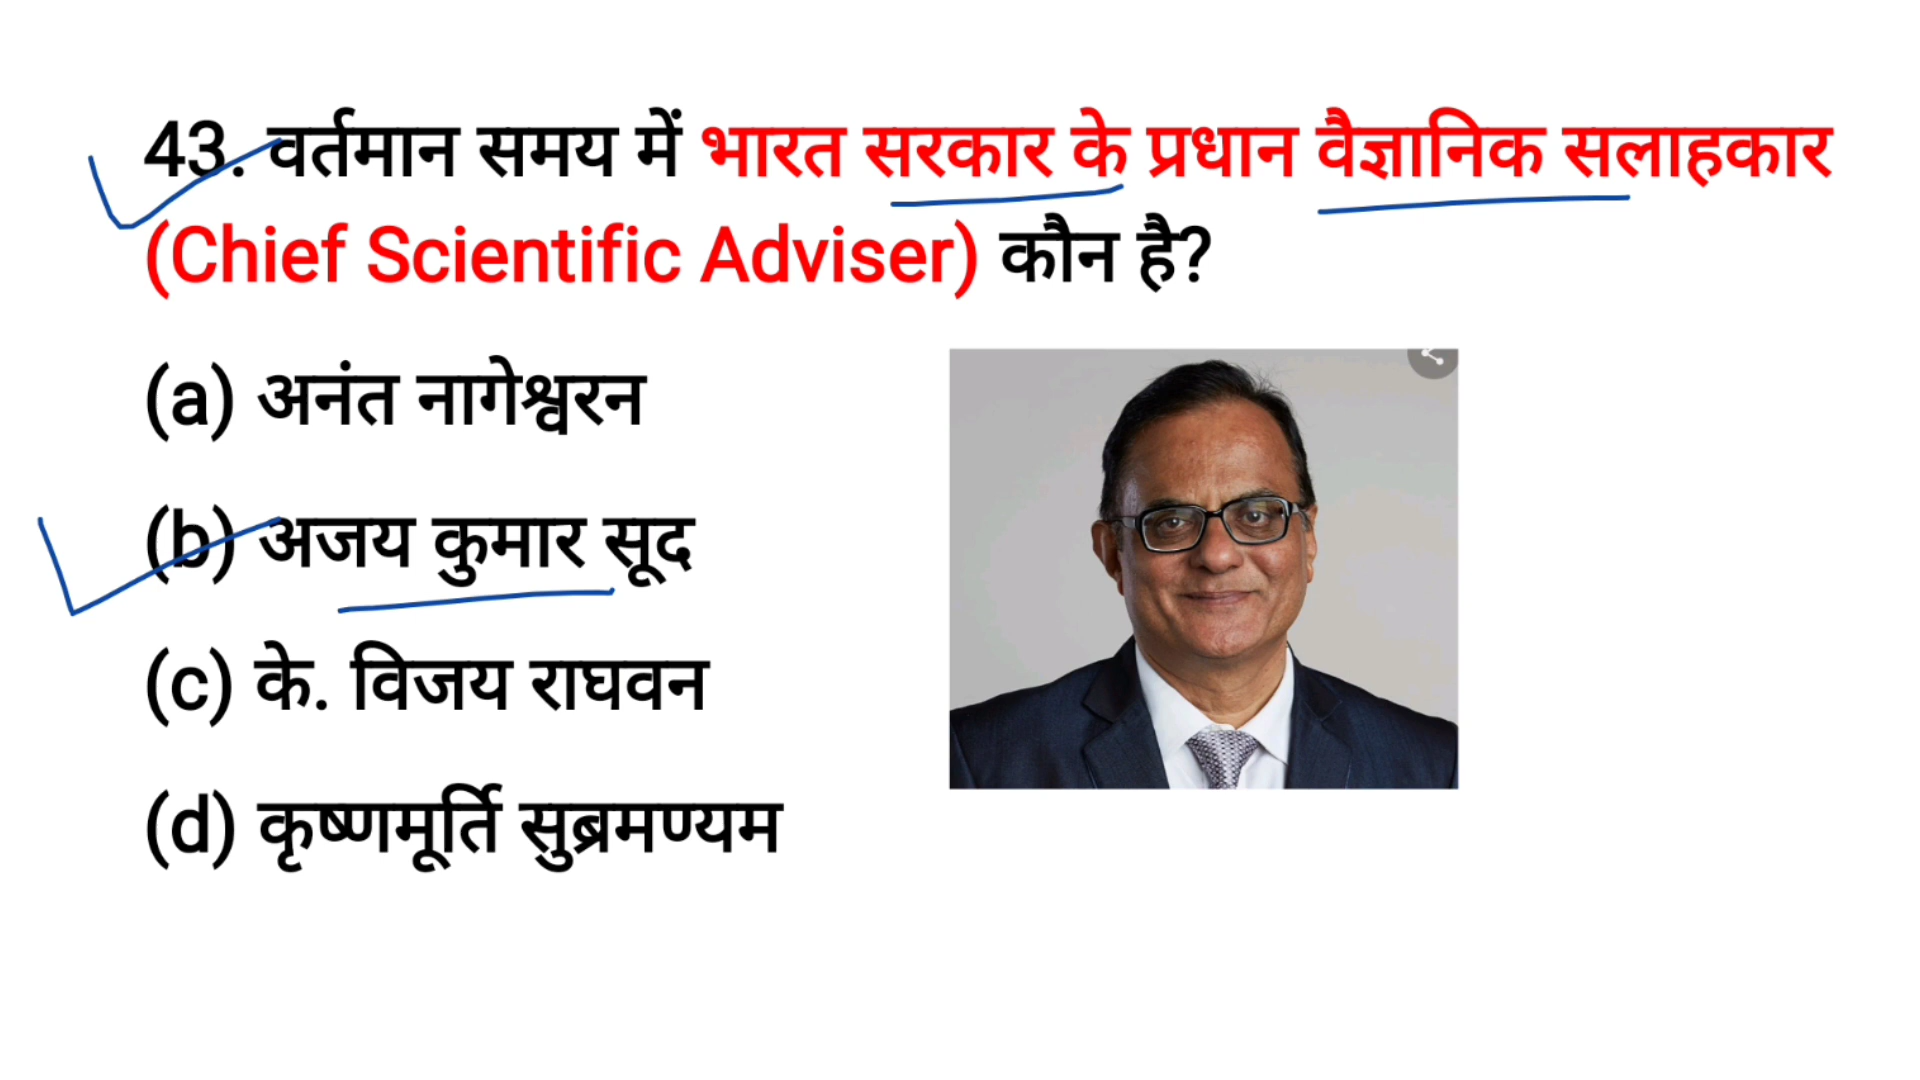 43. वर्तमान समय में भारत सरकार के प्रधान वैज्ञानिक सलाहकार
(Chief Scientific Adviser) कौन है?
(a) अनंत नागेश्वरन
(b) अजय कुमार सूद
(c) के. विजय राघवन
(d) कृष्णमूर्ति सुब्रमण्यम